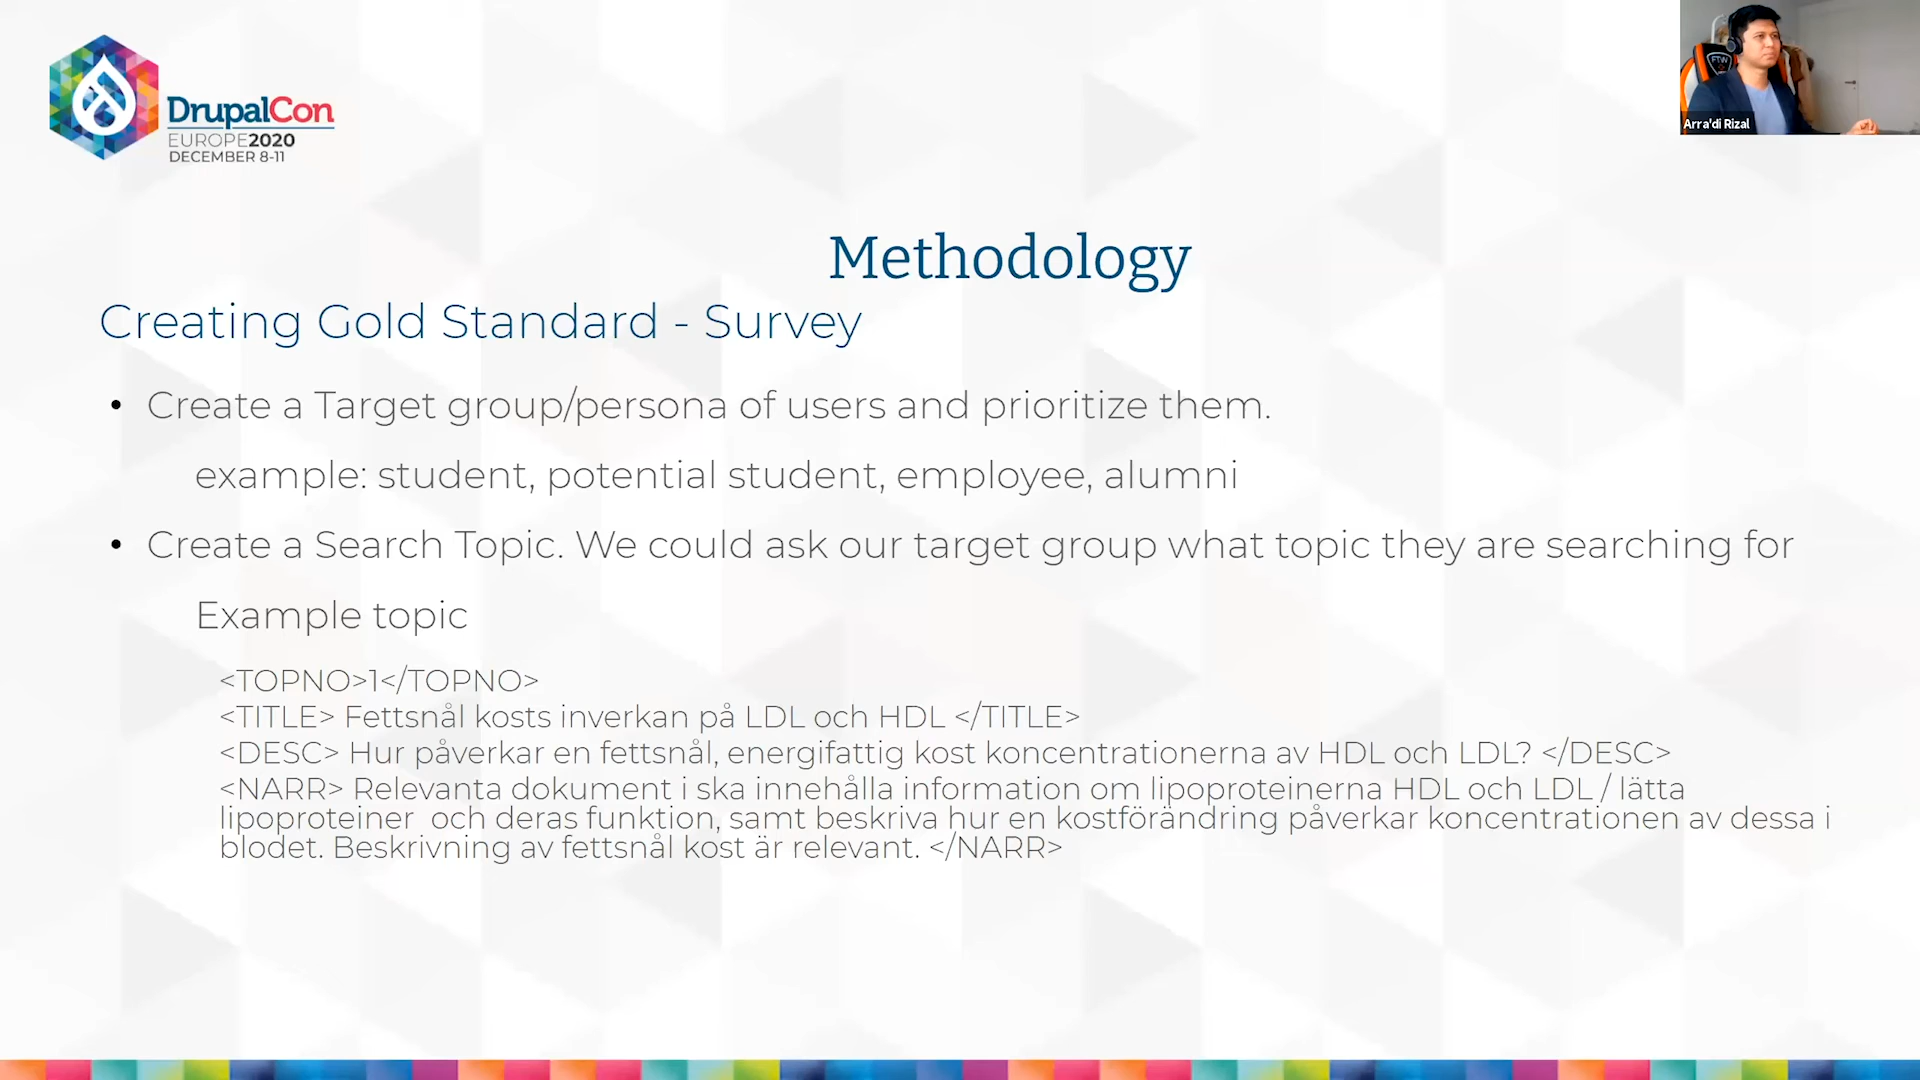 DrupalCon
EUROPE2020
DECEMBER 8-11
FTW
Arra'di Rizal
Methodology
Creating Gold Standard - Survey
• Create a Target group/persona of users and prioritize them.
example: student, potential student, employee, alumni
• Create a Search Topic. We could ask our target group what topic they are searching for
Example topic
<TOPNO>1</TOPNO>
<TITLE> Fettsnål kosts inverkan på LDL och HDL </TITLE>
<DESC> Hur påverkar en fettsnål, energifattig kost koncentrationerna av HDL och LDL? </DESC>
<NARR> Relevanta dokument i ska innehålla information om lipoproteinerna HDL och LDL / lätta
lipoproteiner och deras funktion, samt beskriva hur en kostförändring påverkar koncentrationen av dessa i
blodet. Beskrivning av fettsnål kost är relevant. </NARR>